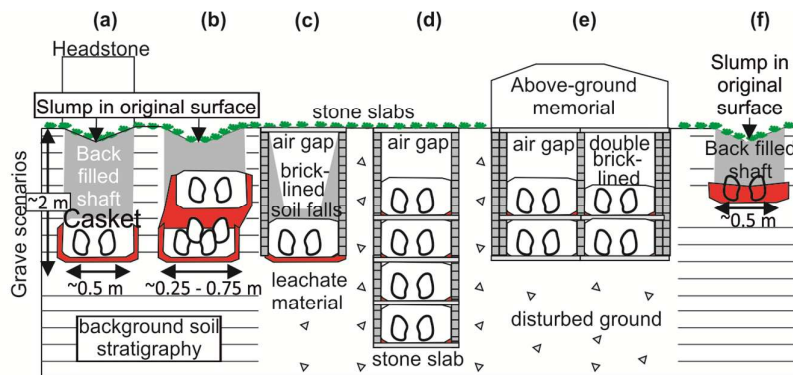 (a)
(b)
(c)
(d)
(e)
(f)
Headstone
Slump in original surface
stone slabs
Above-ground
memorial
Slump in
original
surface
Grave scenarios
~2 m
Back
filled
shaft
Casket
air gap
brick-
lined
soil falls
air gap
air gap
double
brick-
lined
Back filled
shaft
~0.5 m
~0.25 - 0.75 m
~0.5 m
leachate
material
background soil
stratigraphy
stone slab
disturbed ground